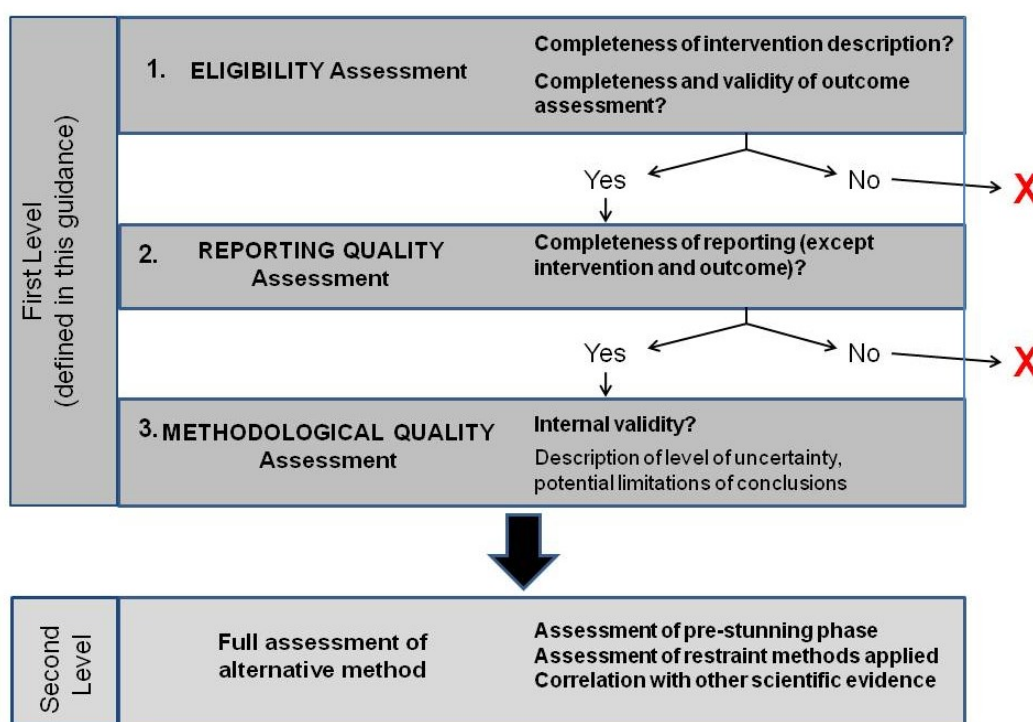 First Level
(defined in this guidance)
1. ELIGIBILITY Assessment
Completeness of intervention description?
Completeness and validity of outcome
assessment?
Yes
No
X
2. REPORTING QUALITY
Assessment
Completeness of reporting (except
intervention and outcome)?
Yes
No
X
3. METHODOLOGICAL QUALITY
Assessment
Internal validity?
Description of level of uncertainty,
potential limitations of conclusions
Second
Level
Full assessment of
alternative method
Assessment of pre-stunning phase
Assessment of restraint methods applied
Correlation with other scientific evidence